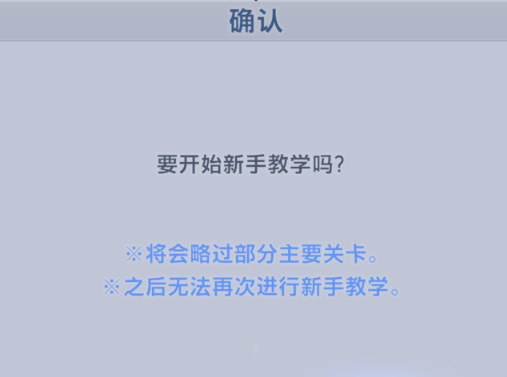 确认
要开始新手教学吗?
※将会略过部分主要关卡。
※之后无法再次进行新手教学。